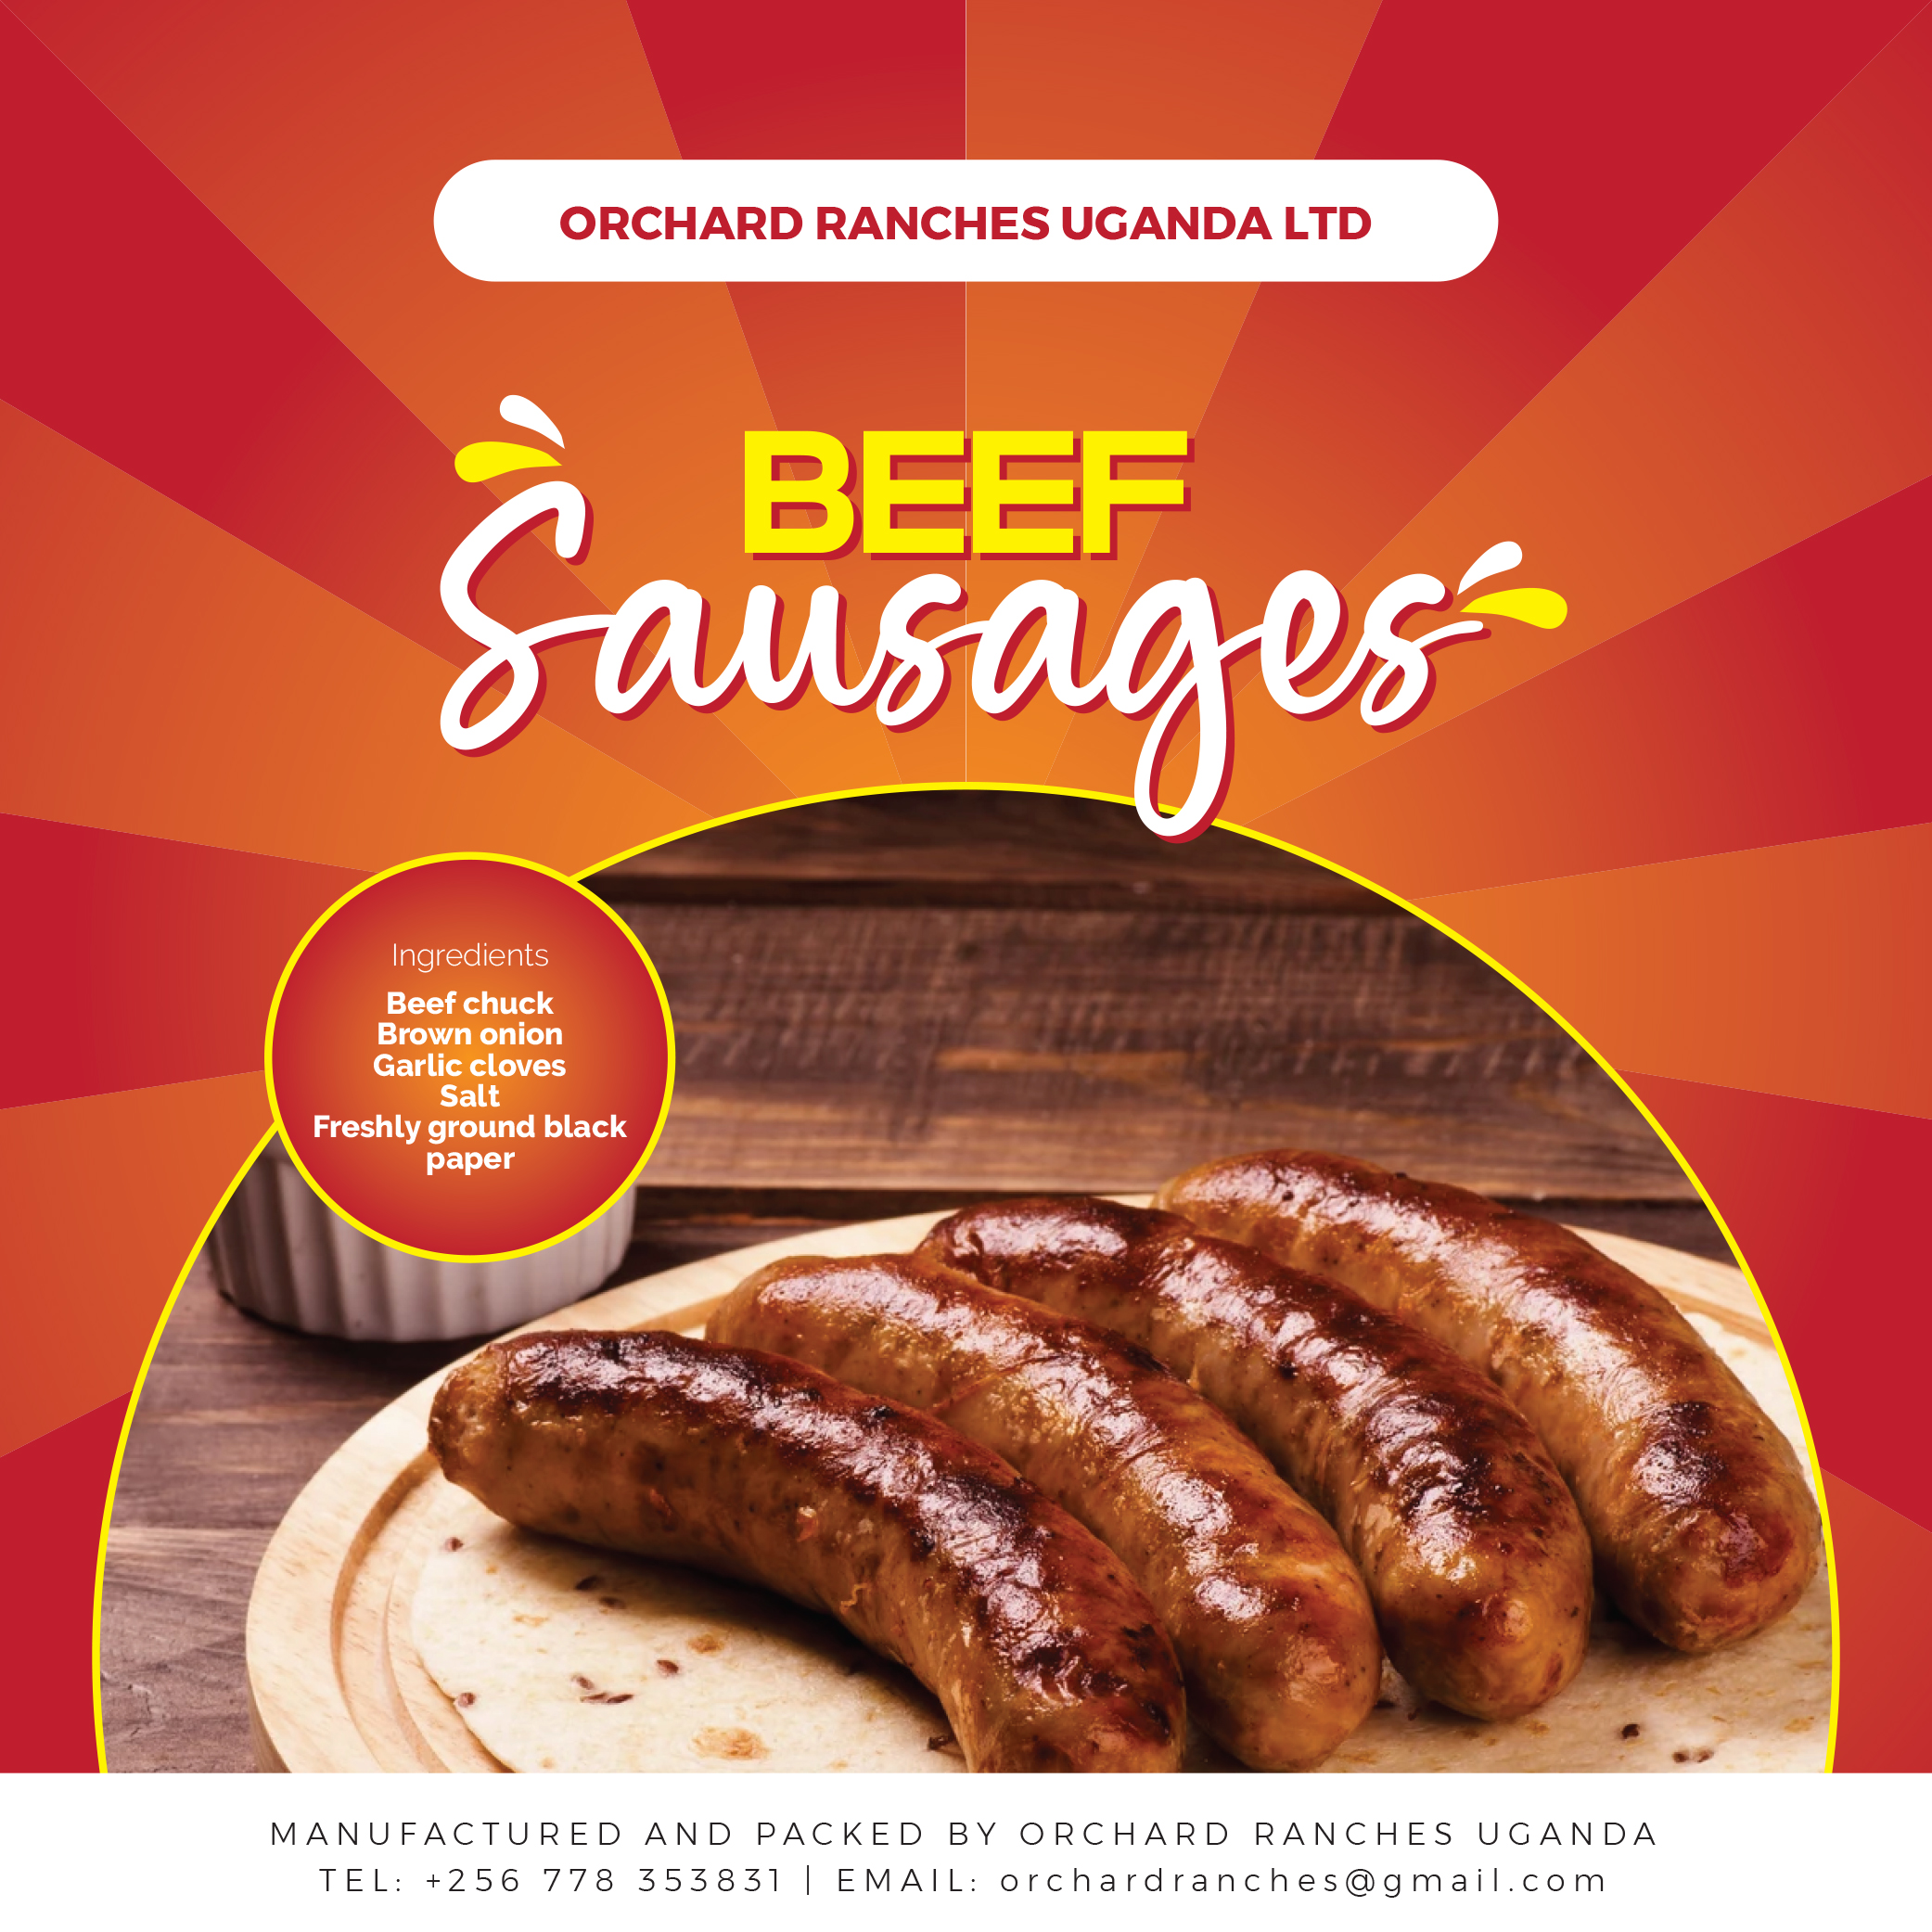 ORCHARD RANCHES UGANDA LTD
BEEF
Sausages
Ingredients
Beef chuck
Brown onion
Garlic cloves
Salt
Freshly ground black
paper
MANUFACTURED AND PACKED BY ORCHARD RANCHES UGANDA
TEL: +256 778 353831 | EMAIL: orchardranches@gmail.com